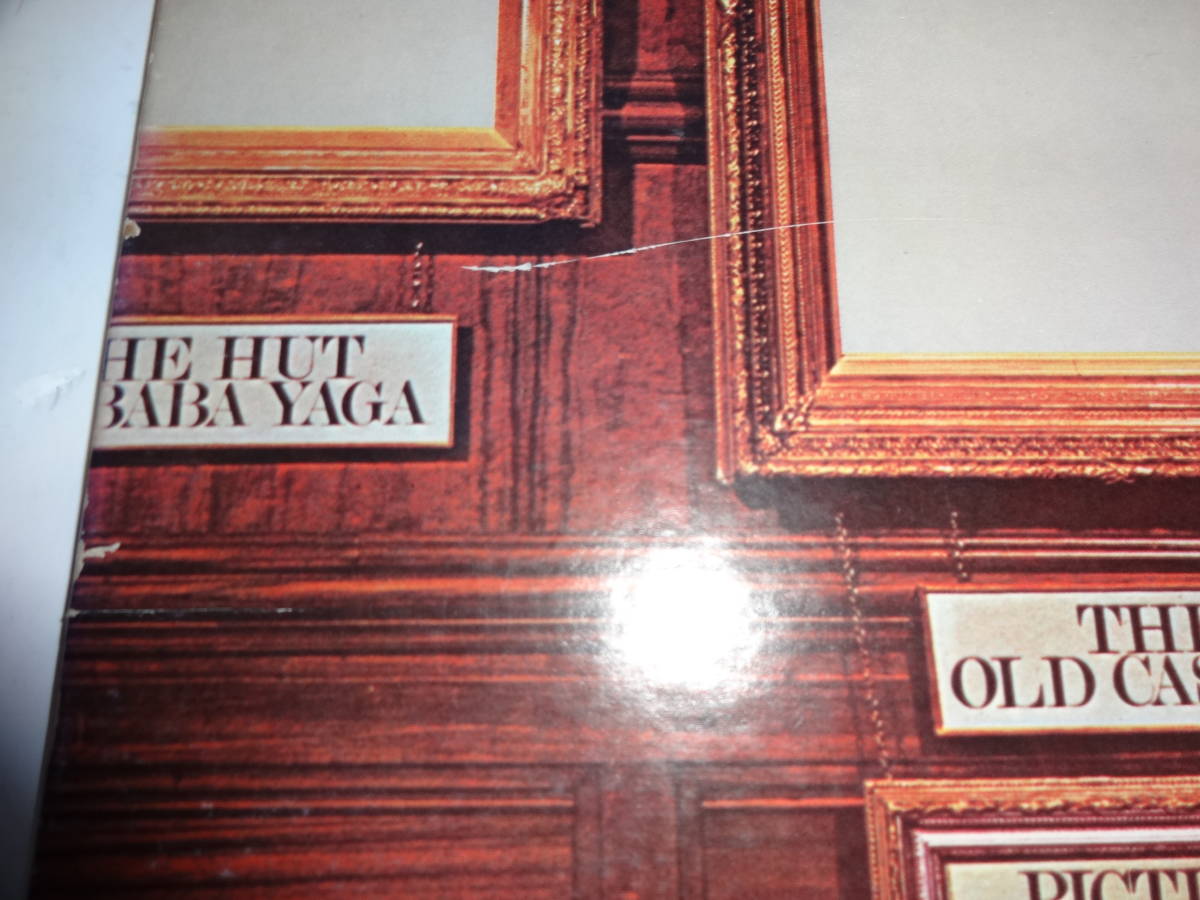 HE HUT
BABA YAGA
THE
OLD CAS
PICT